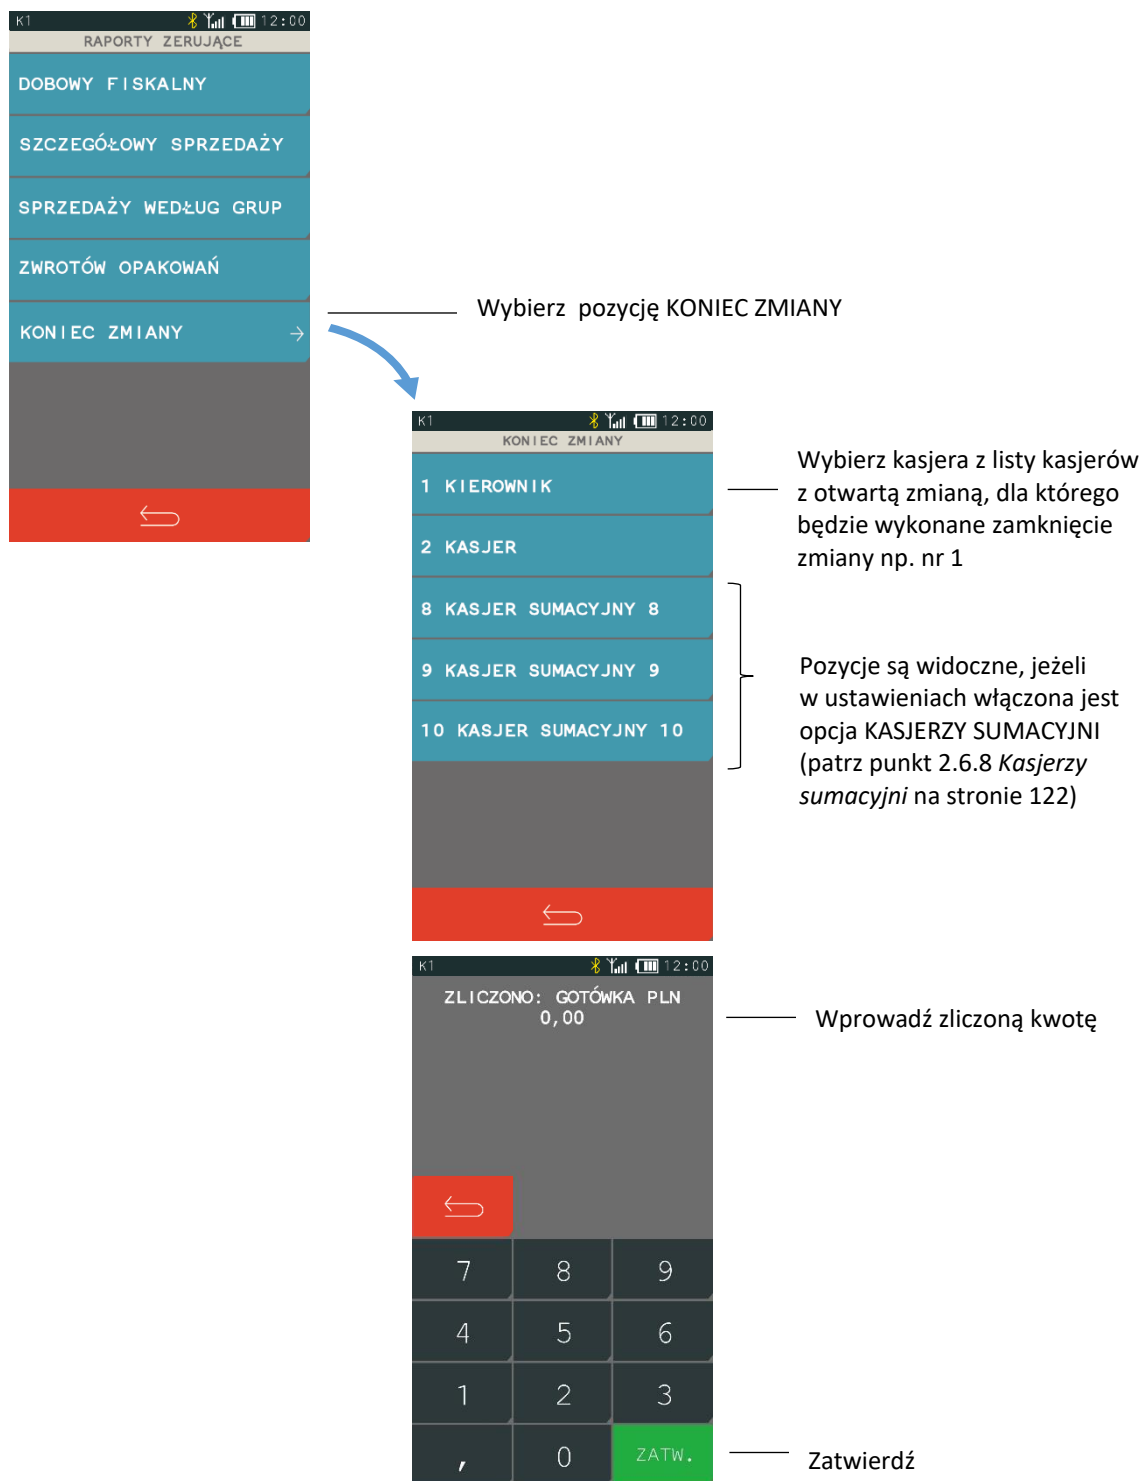 K1 12:00
RAPORTY ZERUJĄCE
DOBOWY FISKALNY
SZCZEGÓŁOWY SPRZEDAŻY
SPRZEDAŻY WEDŁUG GRUP
ZWROTÓW OPAKOWAŃ
KONIEC ZMIANY →
Wybierz pozycję KONIEC ZMIANY
K1 12:00
KONIEC ZMIANY
1 KIEROWNIK
2 KASJER
8 KASJER SUMACYJNY 8
9 KASJER SUMACYJNY 9
10 KASJER SUMACYJNY 10
Wybierz kasjera z listy kasjerów
z otwartą zmianą, dla którego
będzie wykonane zamknięcie
zmiany np. nr 1
Pozycje są widoczne, jeżeli
w ustawieniach włączona jest
opcja KASJERZY SUMACYJNI
(patrz punkt 2.6.8 Kasjerzy
sumacyjni na stronie 122)
K1 12:00
ZLICZONO: GOTÓWKA PLN
0,00
Wprowadź zliczoną kwotę
7 8 9
4 5 6
1 2 3
, 0 ZATW.
Zatwierdź